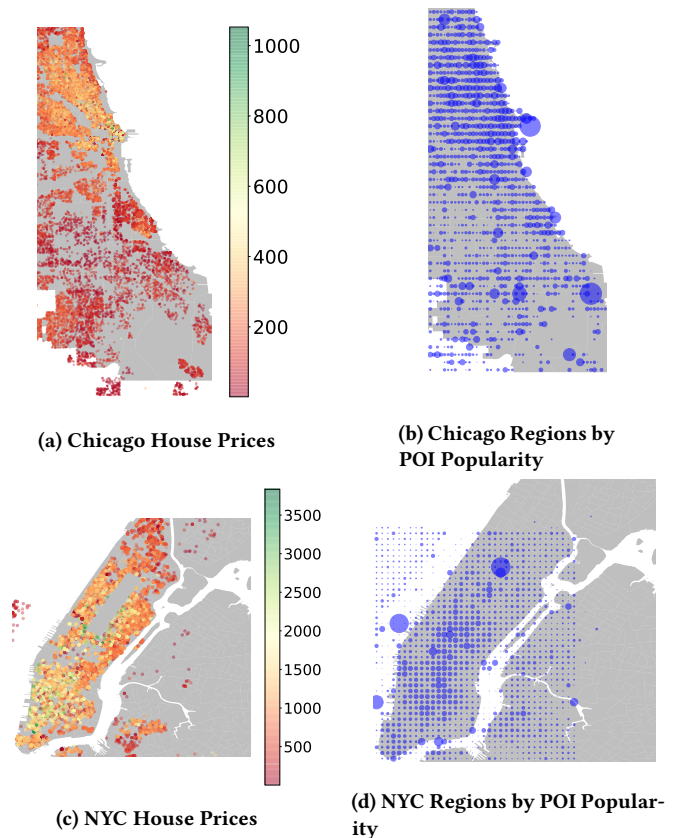 1000
800
600
400
200
(a) Chicago House Prices
(b) Chicago Regions by
POI Popularity
3500
3000
2500
2000
1500
1000
500
(c) NYC House Prices
(d) NYC Regions by POI Popular-
ity